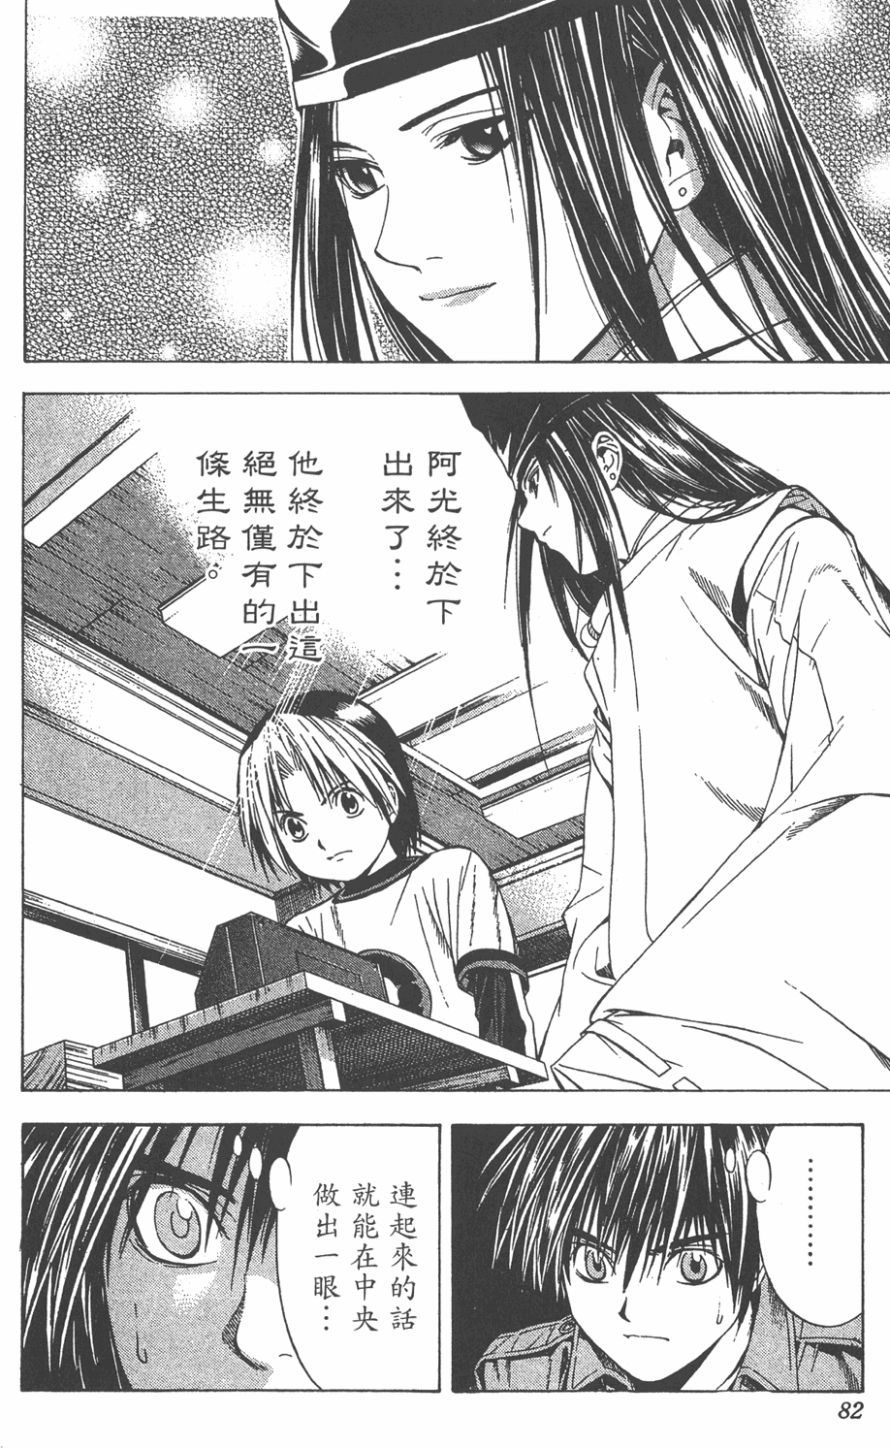 阿光終於下
出來了…
他終於下出這
絕無僅有的一
條生路。
…………
連起來的話
就能在中央
做出一眼…
82